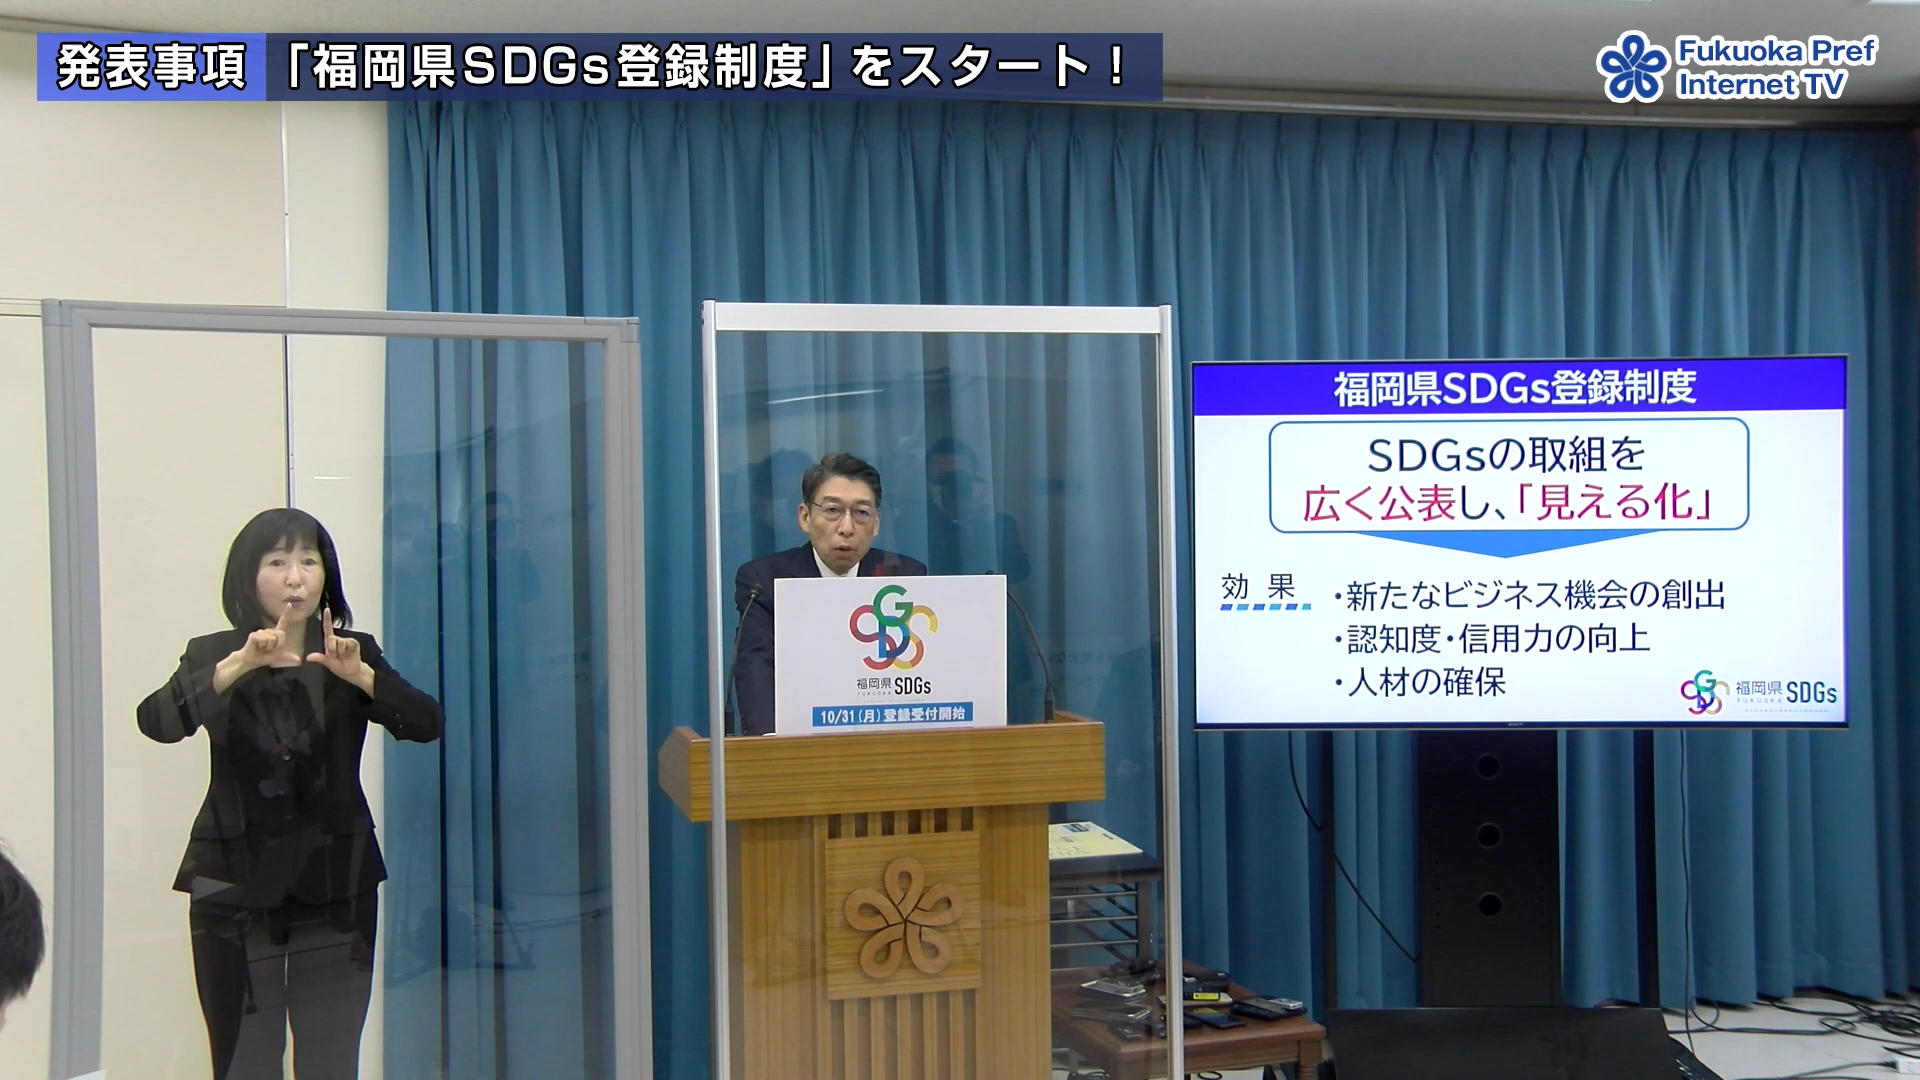 発表事項 「福岡県SDGs登録制度」をスタート！
Fukuoka Pref
Internet TV
福岡県SDGs登録制度
SDGsの取組を
広く公表し、「見える化」
効果 ・新たなビジネス機会の創出
・認知度・信用力の向上
・人材の確保
SDGs
福岡県 SDGs
FUKUOKA
SDGs
福岡県 SDGs
FUKUOKA
10/31（月）登録受付開始